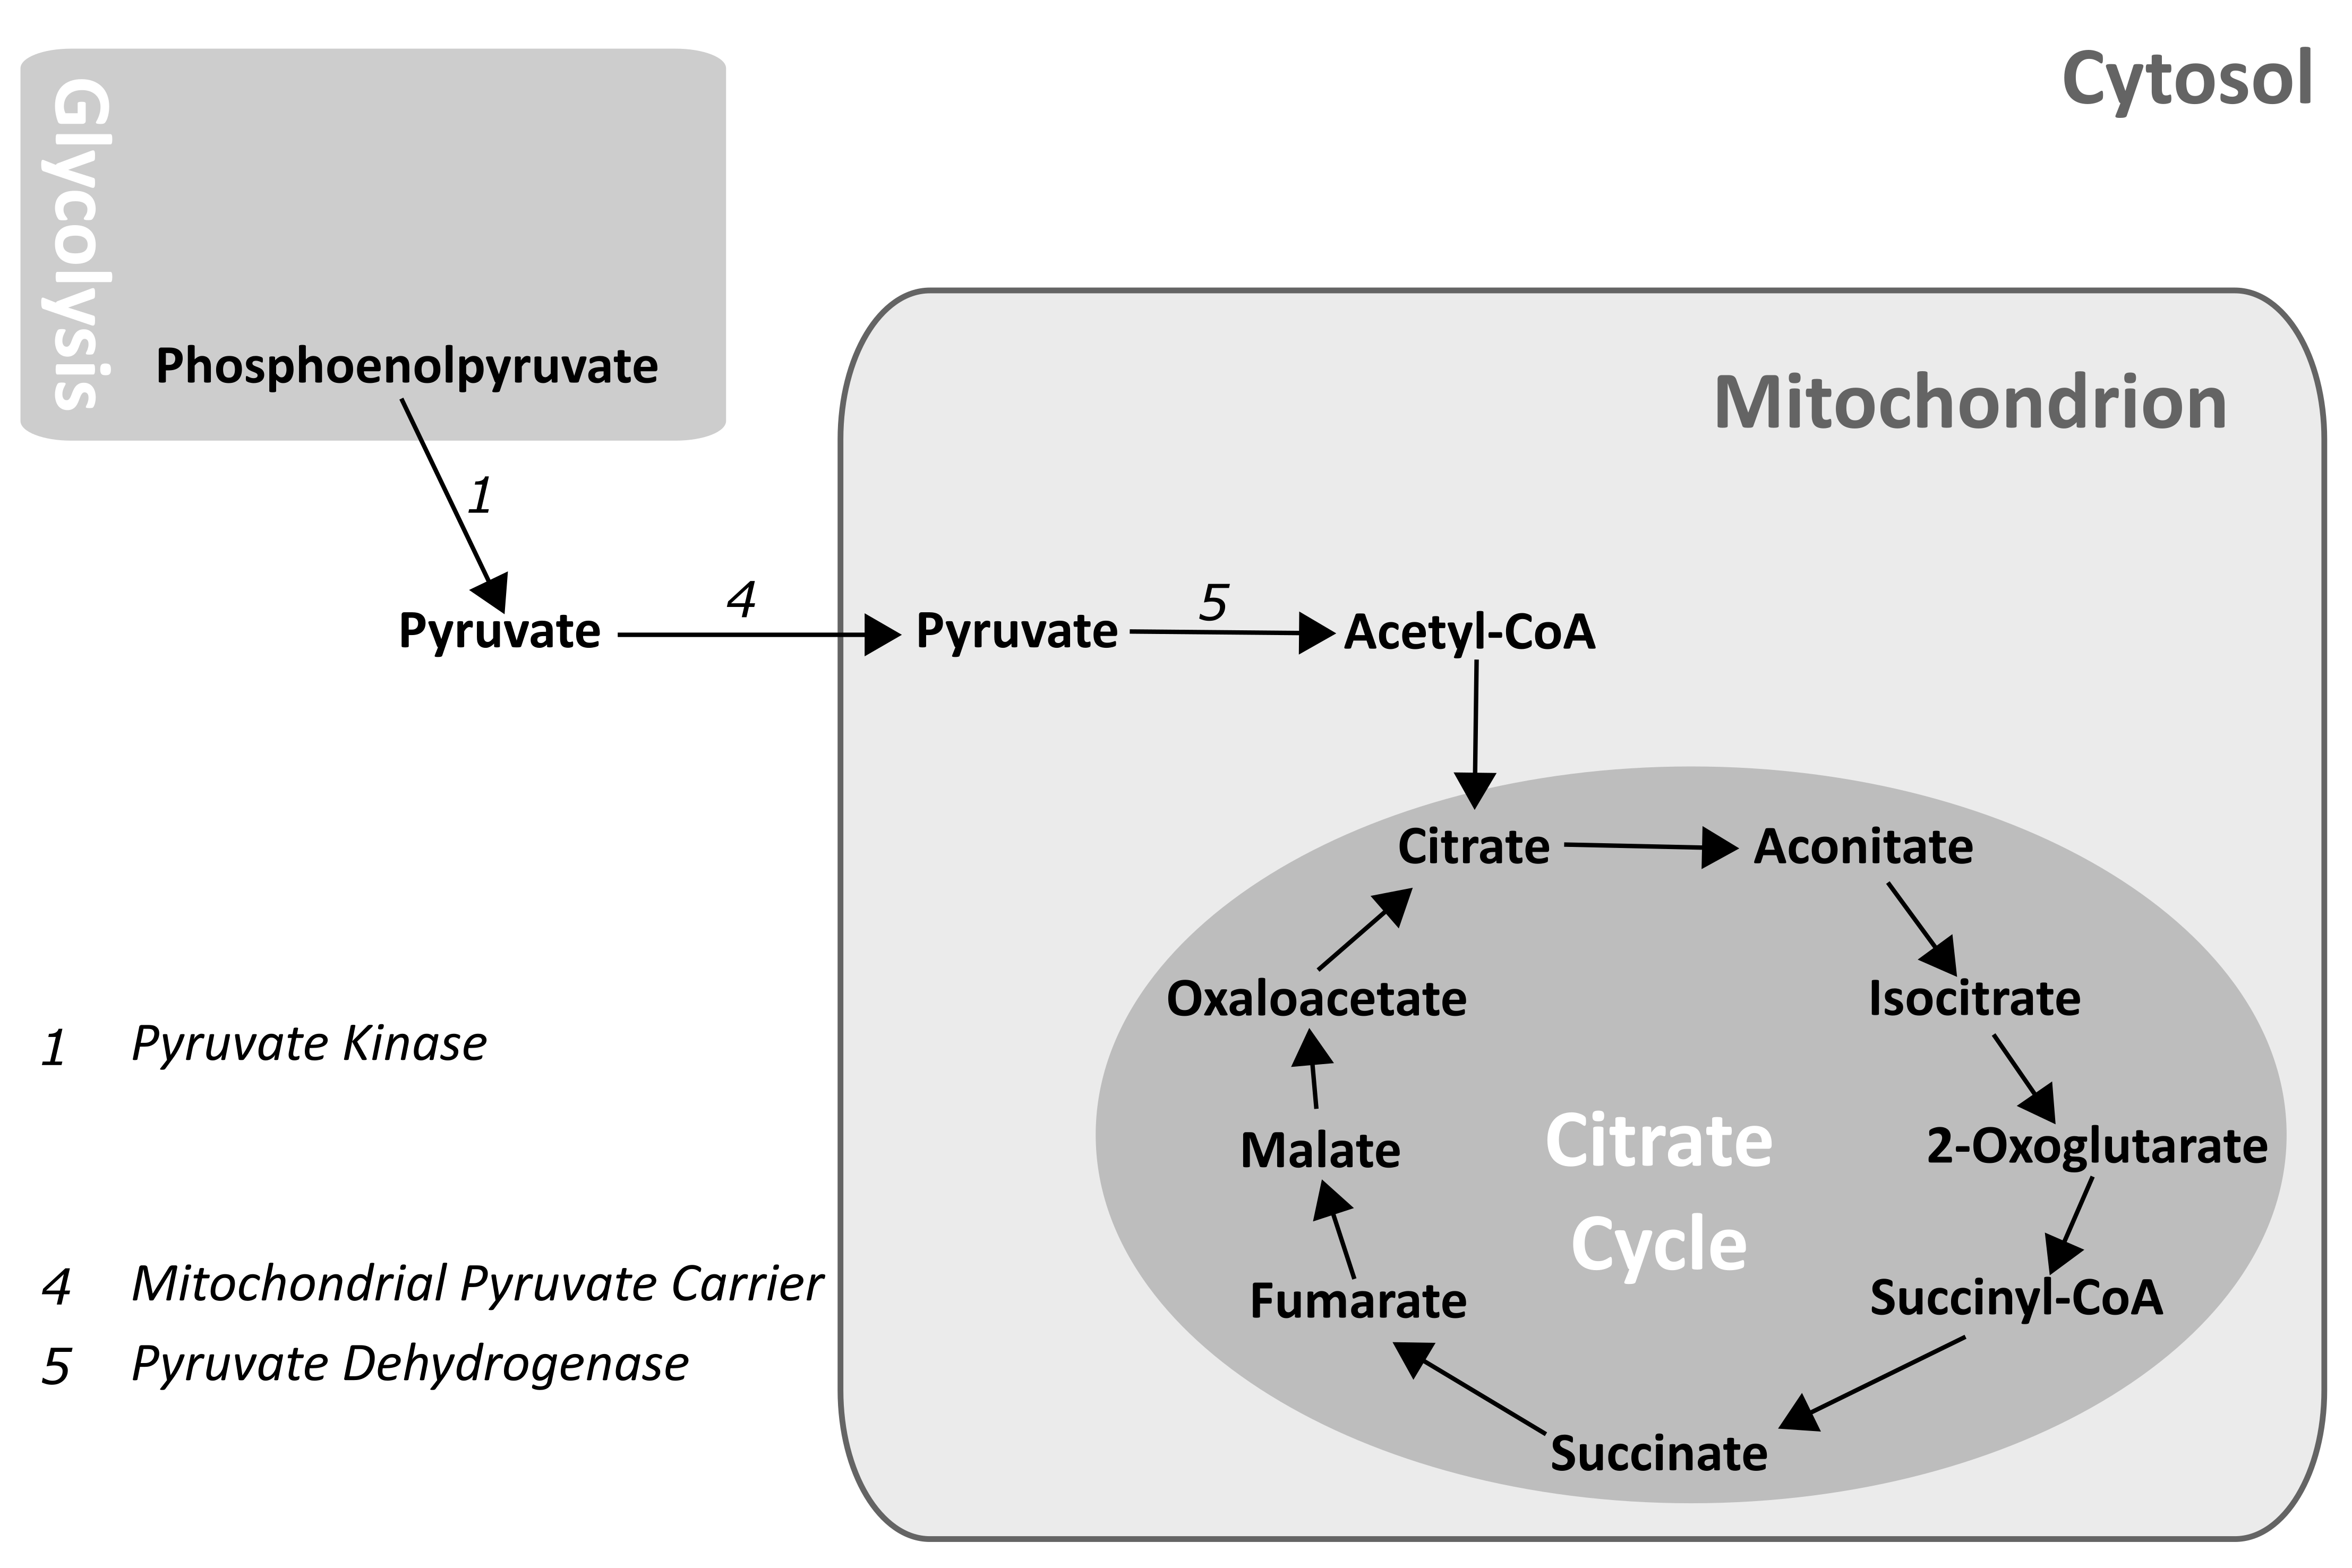 Cytosol
Glycolysis
Phosphoenolpyruvate
Mitochondrion
1
4
5
Pyruvate
Pyruvate
Acetyl-CoA
Citrate
Aconitate
Oxaloacetate
Isocitrate
Malate
2-Oxoglutarate
Citrate
Cycle
Fumarate
Succinyl-CoA
Succinate
1 Pyruvate Kinase
4 Mitochondrial Pyruvate Carrier
5 Pyruvate Dehydrogenase